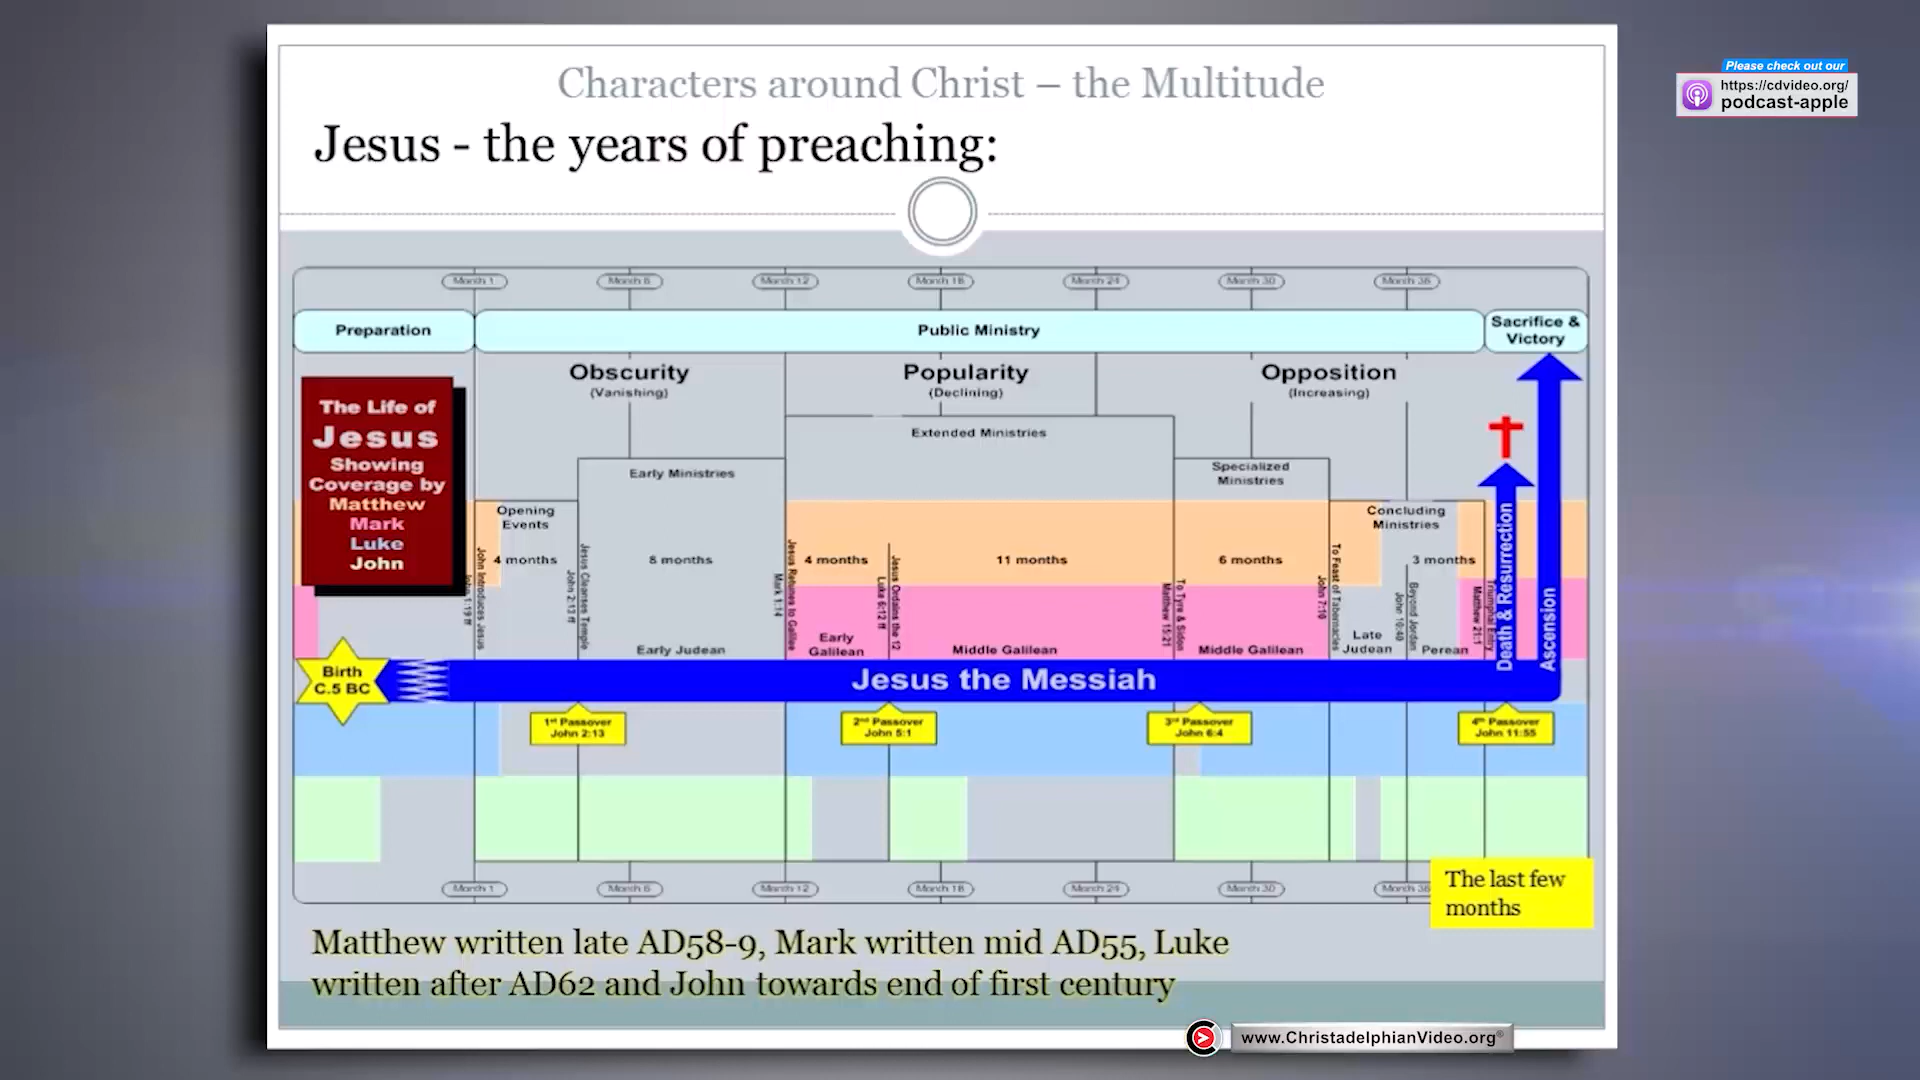 Please check out our
https://cdvideo.org/
podcast-apple
Characters around Christ – the Multitude
Jesus - the years of preaching:
Month 1
Month 6
Month 12
Month 18
Month 24
Month 30
Month 36
Preparation
Public Ministry
Sacrifice &
Victory
Obscurity
(Vanishing)
Popularity
(Declining)
Opposition
(Increasing)
The Life of
Jesus
Showing
Coverage by
Matthew
Mark
Luke
John
Extended Ministries
Early Ministries
Specialized
Ministries
Opening
Events
Concluding
Ministries
4 months
8 months
4 months
11 months
6 months
3 months
John Introduces Jesus
John 1:19 ff
Jesus Cleanses Temple
John 2:13 ff
Jesus Returns to Galilee
Mark 1:14
Jesus Ordains the 12
Luke 6:12 ff
To Tyre & Sidon
Matthew 15:21
To Feast of Tabernacles
John 7:10
Beyond Jordan
John 10:40
Triumphal Entry
Matthew 21:1
Death & Resurrection
Ascension
Early Judean
Early
Galilean
Middle Galilean
Middle Galilean
Late
Judean
Perean
Birth
C.5 BC
Jesus the Messiah
1st Passover
John 2:13
2nd Passover
John 5:1
3rd Passover
John 6:4
4th Passover
John 11:55
Month 1
Month 6
Month 12
Month 18
Month 24
Month 30
Month 36
The last few
months
Matthew written late AD58-9, Mark written mid AD55, Luke
written after AD62 and John towards end of first century
www.ChristadelphianVideo.org®